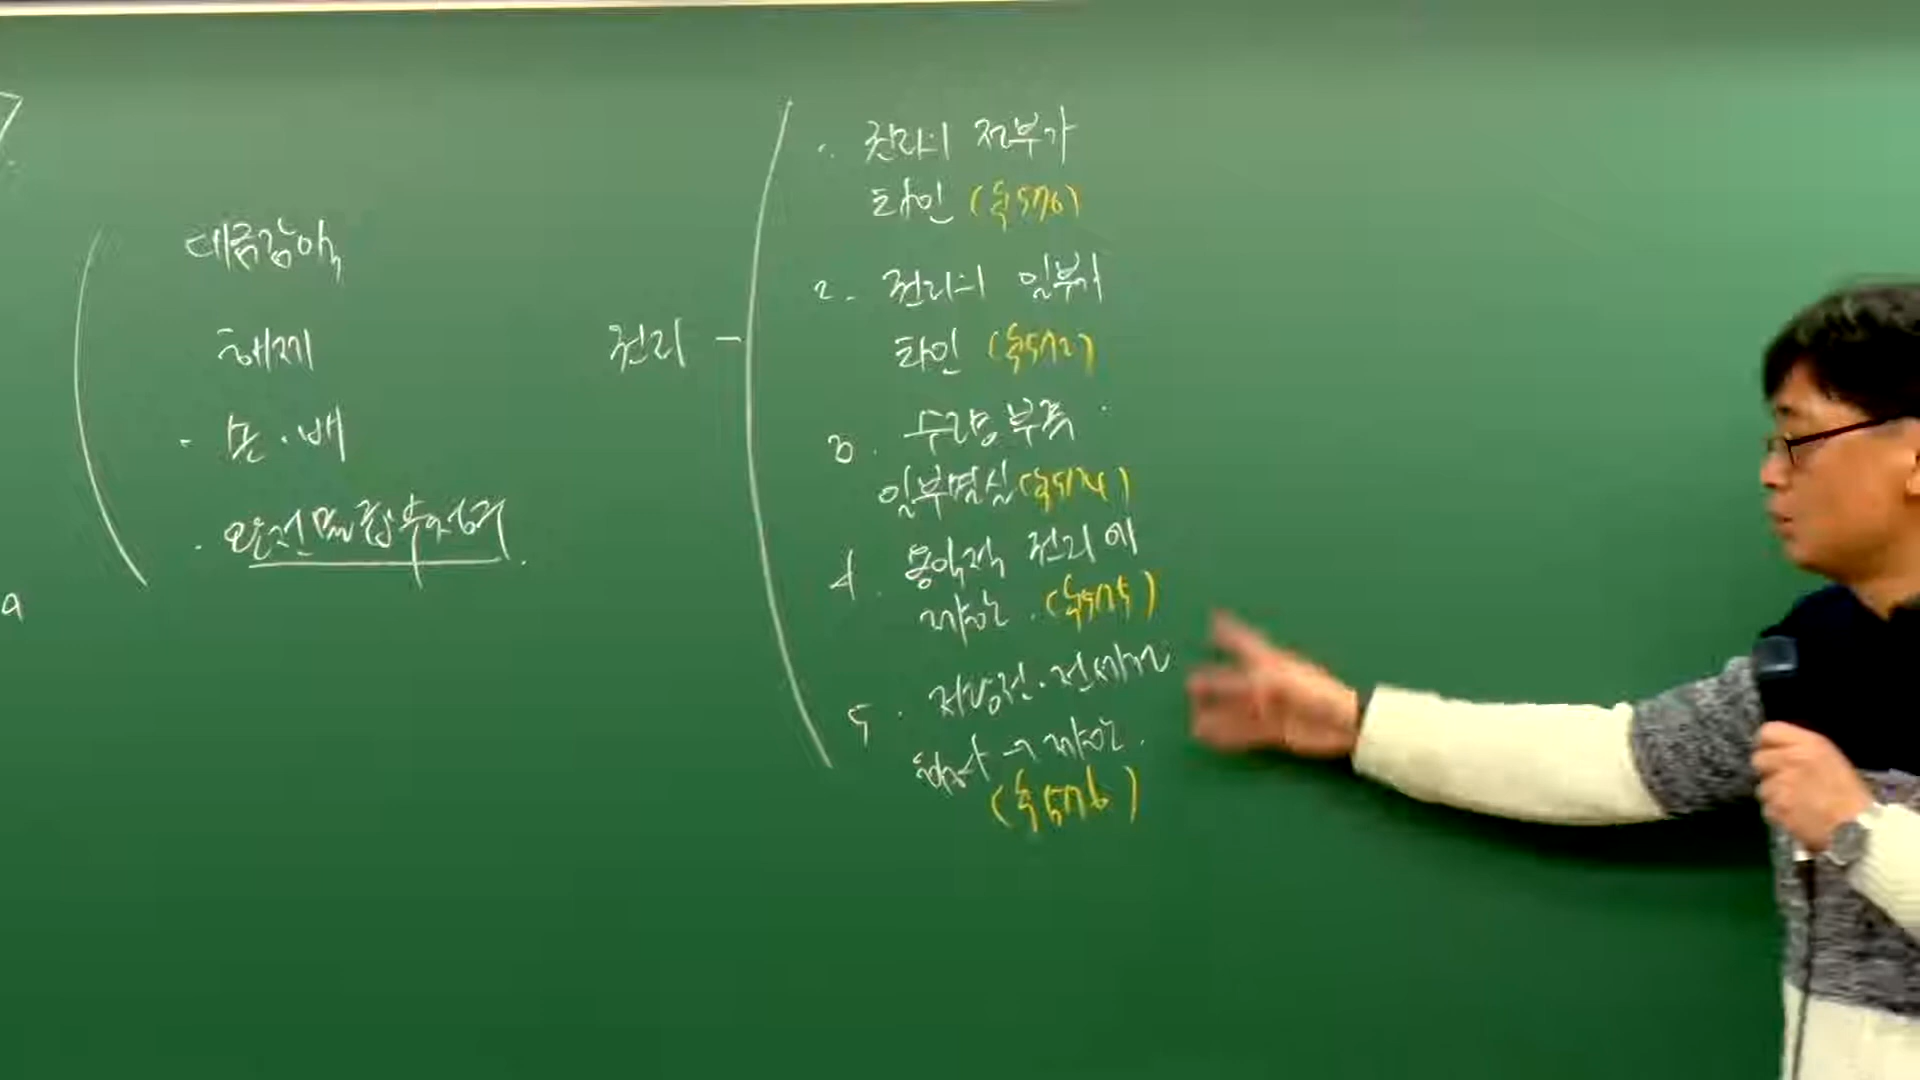 대금감액
해제
- 손·배
· 완전물급부청구
권리 -
1. 권리의 전부가
타인 (§570)
2. 권리의 일부가
타인 (§572)
3. 수량부족
일부멸실 (§574)
4. 용익적 권리에
제한. (§575)
5. 저당권·전세권
행사 → 제한.
(§576)